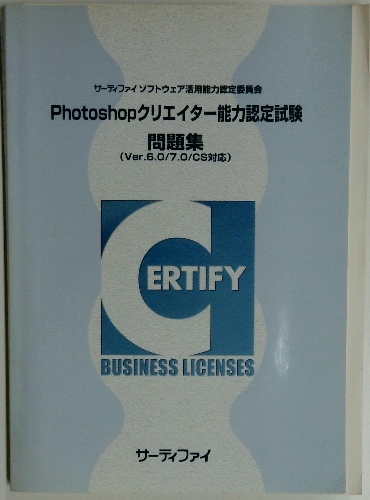 サーティファイ ソフトウェア活用能力認定委員会
Photoshopクリエイター能力認定試験
問題集
(Ver.6.0/7.0/CS対応)
CERTIFY
BUSINESS LICENSES
サーティファイ